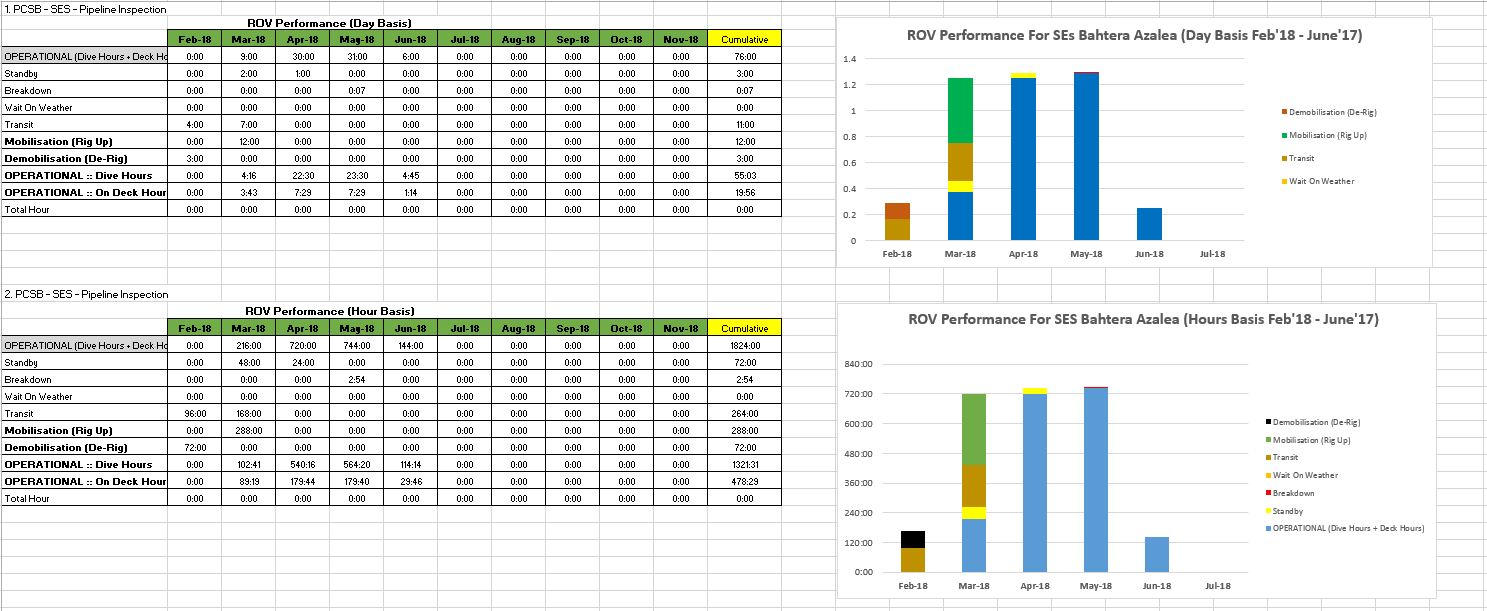 1. PCSB - SES - Pipeline Inspection
ROV Performance (Day Basis)
Feb-18 Mar-18 Apr-18 May-18 Jun-18 Jul-18 Aug-18 Sep-18 Oct-18 Nov-18 Cumulative
OPERATIONAL (Dive Hours + Deck Ho 0:00 9:00 30:00 31:00 6:00 0:00 0:00 0:00 0:00 0:00 76:00
Standby 0:00 2:00 1:00 0:00 0:00 0:00 0:00 0:00 0:00 0:00 3:00
Breakdown 0:00 0:00 0:00 0:07 0:00 0:00 0:00 0:00 0:00 0:00 0:07
Wait On Weather 0:00 0:00 0:00 0:00 0:00 0:00 0:00 0:00 0:00 0:00 0:00
Transit 4:00 7:00 0:00 0:00 0:00 0:00 0:00 0:00 0:00 0:00 11:00
Mobilisation (Rig Up) 0:00 12:00 0:00 0:00 0:00 0:00 0:00 0:00 0:00 0:00 12:00
Demobilisation (De-Rig) 3:00 0:00 0:00 0:00 0:00 0:00 0:00 0:00 0:00 0:00 3:00
OPERATIONAL :: Dive Hours 0:00 4:16 22:30 23:30 4:45 0:00 0:00 0:00 0:00 0:00 55:03
OPERATIONAL :: On Deck Hour 0:00 3:43 7:29 7:29 1:14 0:00 0:00 0:00 0:00 0:00 19:56
Total Hour 0:00 0:00 0:00 0:00 0:00 0:00 0:00 0:00 0:00 0:00 0:00
ROV Performance For SEs Bahtera Azalea (Day Basis Feb'18 - June'17)
1.4
1.2
1
0.8
0.6
0.4
0.2
0
Feb-18 Mar-18 Apr-18 May-18 Jun-18 Jul-18
Demobilisation (De-Rig)
Mobilisation (Rig Up)
Transit
Wait On Weather
2. PCSB - SES - Pipeline Inspection
ROV Performance (Hour Basis)
Feb-18 Mar-18 Apr-18 May-18 Jun-18 Jul-18 Aug-18 Sep-18 Oct-18 Nov-18 Cumulative
OPERATIONAL (Dive Hours + Deck Ho 0:00 216:00 720:00 744:00 144:00 0:00 0:00 0:00 0:00 0:00 1824:00
Standby 0:00 48:00 24:00 0:00 0:00 0:00 0:00 0:00 0:00 0:00 72:00
Breakdown 0:00 0:00 0:00 2:54 0:00 0:00 0:00 0:00 0:00 0:00 2:54
Wait On Weather 0:00 0:00 0:00 0:00 0:00 0:00 0:00 0:00 0:00 0:00 0:00
Transit 96:00 168:00 0:00 0:00 0:00 0:00 0:00 0:00 0:00 0:00 264:00
Mobilisation (Rig Up) 0:00 288:00 0:00 0:00 0:00 0:00 0:00 0:00 0:00 0:00 288:00
Demobilisation (De-Rig) 72:00 0:00 0:00 0:00 0:00 0:00 0:00 0:00 0:00 0:00 72:00
OPERATIONAL :: Dive Hours 0:00 102:41 540:16 564:20 114:14 0:00 0:00 0:00 0:00 0:00 1321:31
OPERATIONAL :: On Deck Hour 0:00 89:19 179:44 179:40 29:46 0:00 0:00 0:00 0:00 0:00 478:29
Total Hour 0:00 0:00 0:00 0:00 0:00 0:00 0:00 0:00 0:00 0:00 0:00
ROV Performance For SES Bahtera Azalea (Hours Basis Feb'18 - June'17)
840:00
720:00
600:00
480:00
360:00
240:00
120:00
0:00
Feb-18 Mar-18 Apr-18 May-18 Jun-18 Jul-18
Demobilisation (De-Rig)
Mobilisation (Rig Up)
Transit
Wait On Weather
Breakdown
Standby
OPERATIONAL (Dive Hours + Deck Hours)